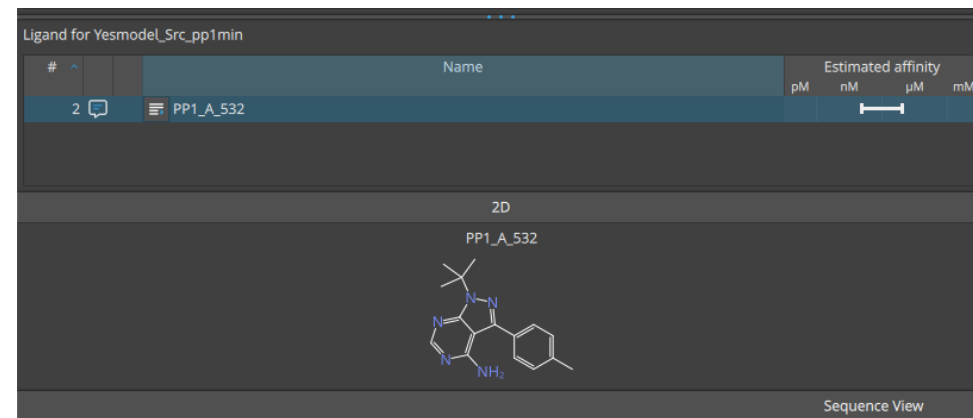 Ligand for Yesmodel_Src_pp1min
# Name Estimated affinity
pM nM µM mM
2 PP1_A_532
2D
PP1_A_532
N N N
N
N NH₂
Sequence View